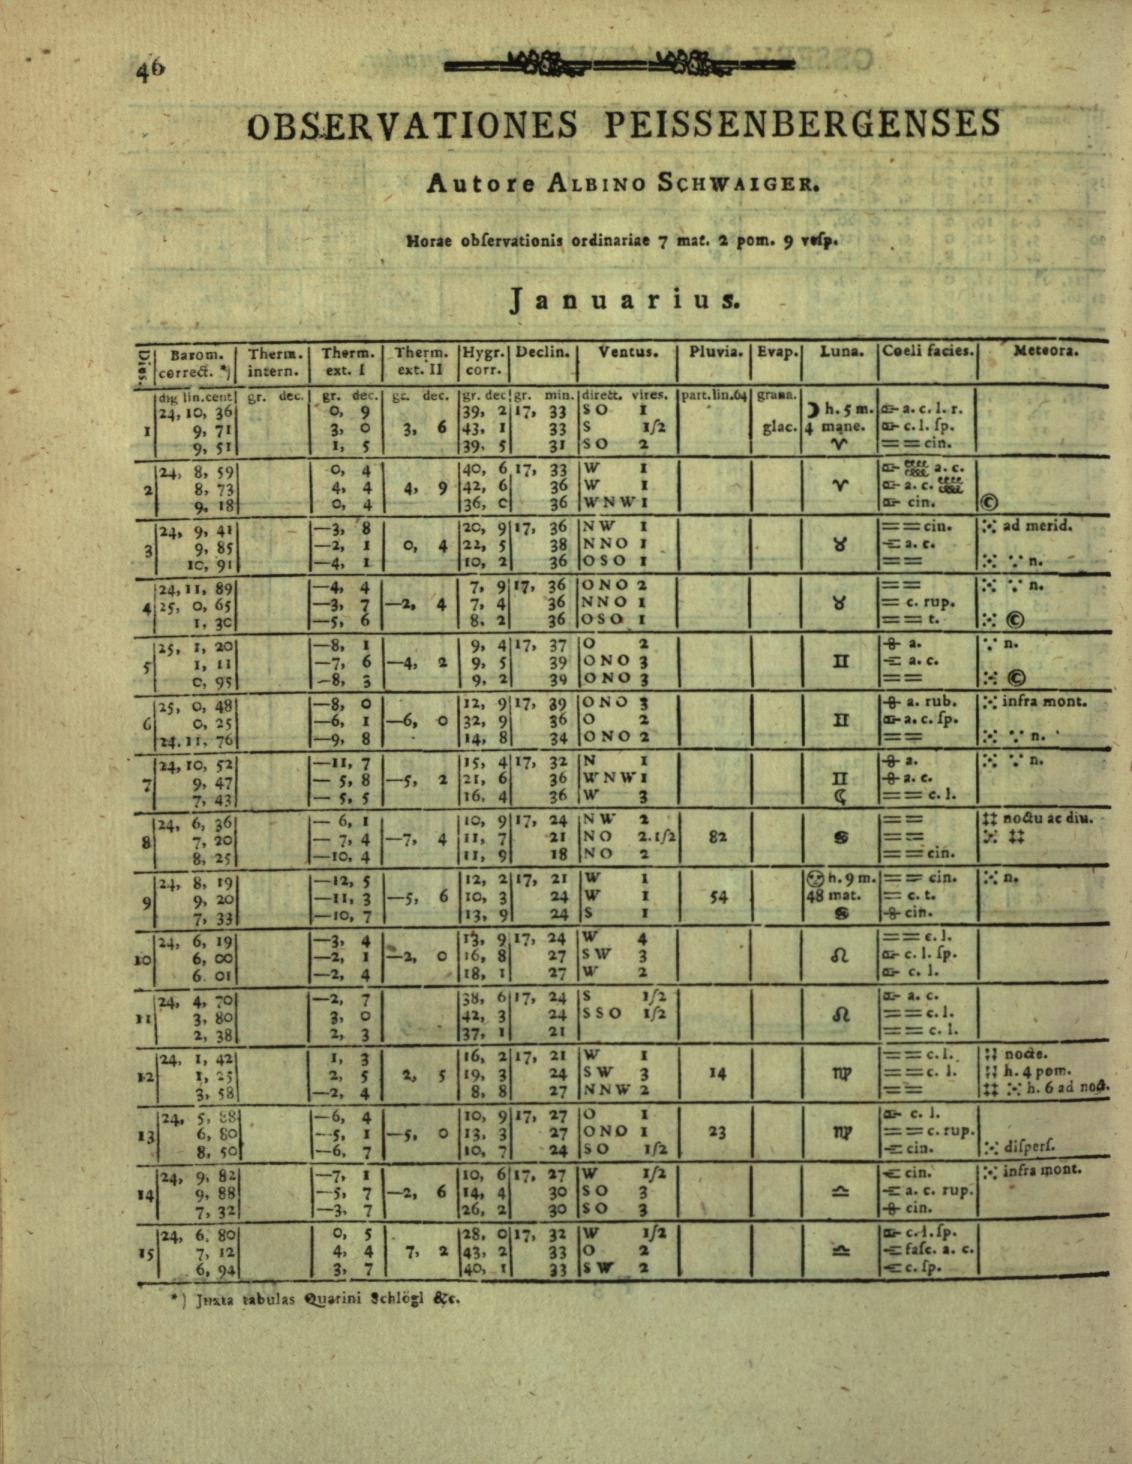 46
OBSERVATIONES PEISSENBERGENSES
Autore ALBINO SCHWAIGER.
Horae obſervationis ordinariae 7 mat. 2 pom. 9 veſp.
Januarius.
Dies. Barom. Therm. Therm. Therm. Hygr. Declin. Ventus. Pluvia. Evap. Luna. Coeli facies. Meteora.
correct. *) intern. ext. I ext. II corr.
dig lin.cent gr. dec. gr. dec. gr. dec. gr. dec gr. min. direct. vires. part.lin.64 grana.
24, 10, 36 0, 9 39, 2 17, 33 SO 1 ☽ h. 5 m. a. c. l. r.
1 9, 71 3, 0 3, 6 43, 1 33 S 1/2 glac. 4 mane. c. l. ſp.
9, 51 1, 5 39, 5 31 SO 2 ♈ == cin.
24, 8, 59 0, 4 40, 6 17, 33 W 1 a. c.
2 8, 73 4, 4 4, 9 42, 6 36 W 1 ♈ a. c.
9, 18 0, 4 36, 0 36 WNW 1 cin. ©
24, 9, 41 —3, 8 20, 9 17, 36 NW 1 == cin. ⁙ ad merid.
3 9, 85 —2, 1 0, 4 22, 5 38 NNO 1 ♉ a. c.
10, 91 —4, 1 10, 2 36 OSO 1 == ⁙ ∵ n.
24, 11, 89 —4, 4 7, 9 17, 36 ONO 2 == ⁙ ∵ n.
4 25, 0, 65 —3, 7 —2, 4 7, 4 36 NNO 1 ♉ = c. rup.
1, 30 —5, 6 8, 2 36 OSO 1 == t. ⁙ ©
25, 1, 20 —8, 1 9, 4 17, 37 O 2 a. ∵ n.
5 1, 11 —7, 6 —4, 2 9, 5 39 ONO 3 ♊ a. c.
0, 95 —8, 3 9, 2 39 ONO 3 == ⁙ ©
25, 0, 48 —8, 0 12, 9 17, 39 ONO 3 a. rub. ⁙ infra mont.
6 0, 25 —6, 1 —6, 0 32, 9 36 O 2 ♊ a. c. ſp.
24. 11, 76 —9, 8 14, 8 34 ONO 2 == ⁙ ∵ n.
24, 10, 52 —11, 7 15, 4 17, 32 N 1 a. ⁙ ∵ n.
7 9, 47 — 5, 8 —5, 2 21, 6 36 WNW 1 ♊ a. c.
7, 43 — 5, 5 16, 4 36 W 3 ☾ == c. l.
24, 6, 36 — 6, 1 10, 9 17, 24 NW 2 == ‡‡ noctu ac diu.
8 7, 20 — 7, 4 —7, 4 11, 7 21 NO 2. 1/2 82 ♋ == ⁙ ‡‡
8, 25 —10, 4 11, 9 18 NO 2 == cin.
24, 8, 19 —12, 5 12, 2 17, 21 W 1 h. 9 m. == cin. ⁙ n.
9 9, 20 —11, 3 —5, 6 10, 3 24 W 1 54 48 mat. = c. t.
7, 33 —10, 7 13, 9 24 S 1 ♋ cin.
24, 6, 19 —3, 4 13, 9 17, 24 W 4 == c. l.
10 6, 00 —2, 1 —2, 0 16, 8 27 SW 3 ♌ c. l. ſp.
6 01 —2, 4 18, 1 27 W 2 c. l.
24, 4, 70 —2, 7 38, 6 17, 24 S 1/2 a. c.
11 3, 80 3, 0 42, 3 24 SSO 1/2 ♌ == c. l.
2, 38 2, 3 37, 1 21 == c. l.
24, 1, 42 1, 3 16, 2 17, 21 W 1 == c. l. nocte.
12 1, 25 2, 5 2, 5 19, 3 24 SW 3 14 ♍ == c. l. h. 4 pom.
3, 58 —2, 4 8, 8 27 NNW 2 == ‡‡ ⁙ h. 6 ad noct.
24, 5, 88 —6, 4 10, 9 17, 27 O 1 c. l.
13 6, 80 —5, 1 —5, 0 13, 3 27 ONO 1 23 ♍ == c. rup.
8, 50 —6, 7 10, 7 24 SO 1/2 cin. ⁙ diſperſ.
24, 9, 82 —7, 1 10, 6 17, 27 W 1/2 cin. ⁙ infra mont.
14 9, 88 —5, 7 —2, 6 14, 4 30 SO 3 ♎ a. c. rup.
7, 32 —3, 7 26, 2 30 SO 3 cin.
24, 6. 80 0, 5 28, 0 17, 32 W 1/2 c. l. ſp.
15 7, 12 4, 4 7, 2 43, 2 33 O 2 ♎ faſc. a. c.
6, 94 3, 7 40, 1 33 SW 2 c. ſp.
*) Juxta tabulas Quarini Schlögl &c.